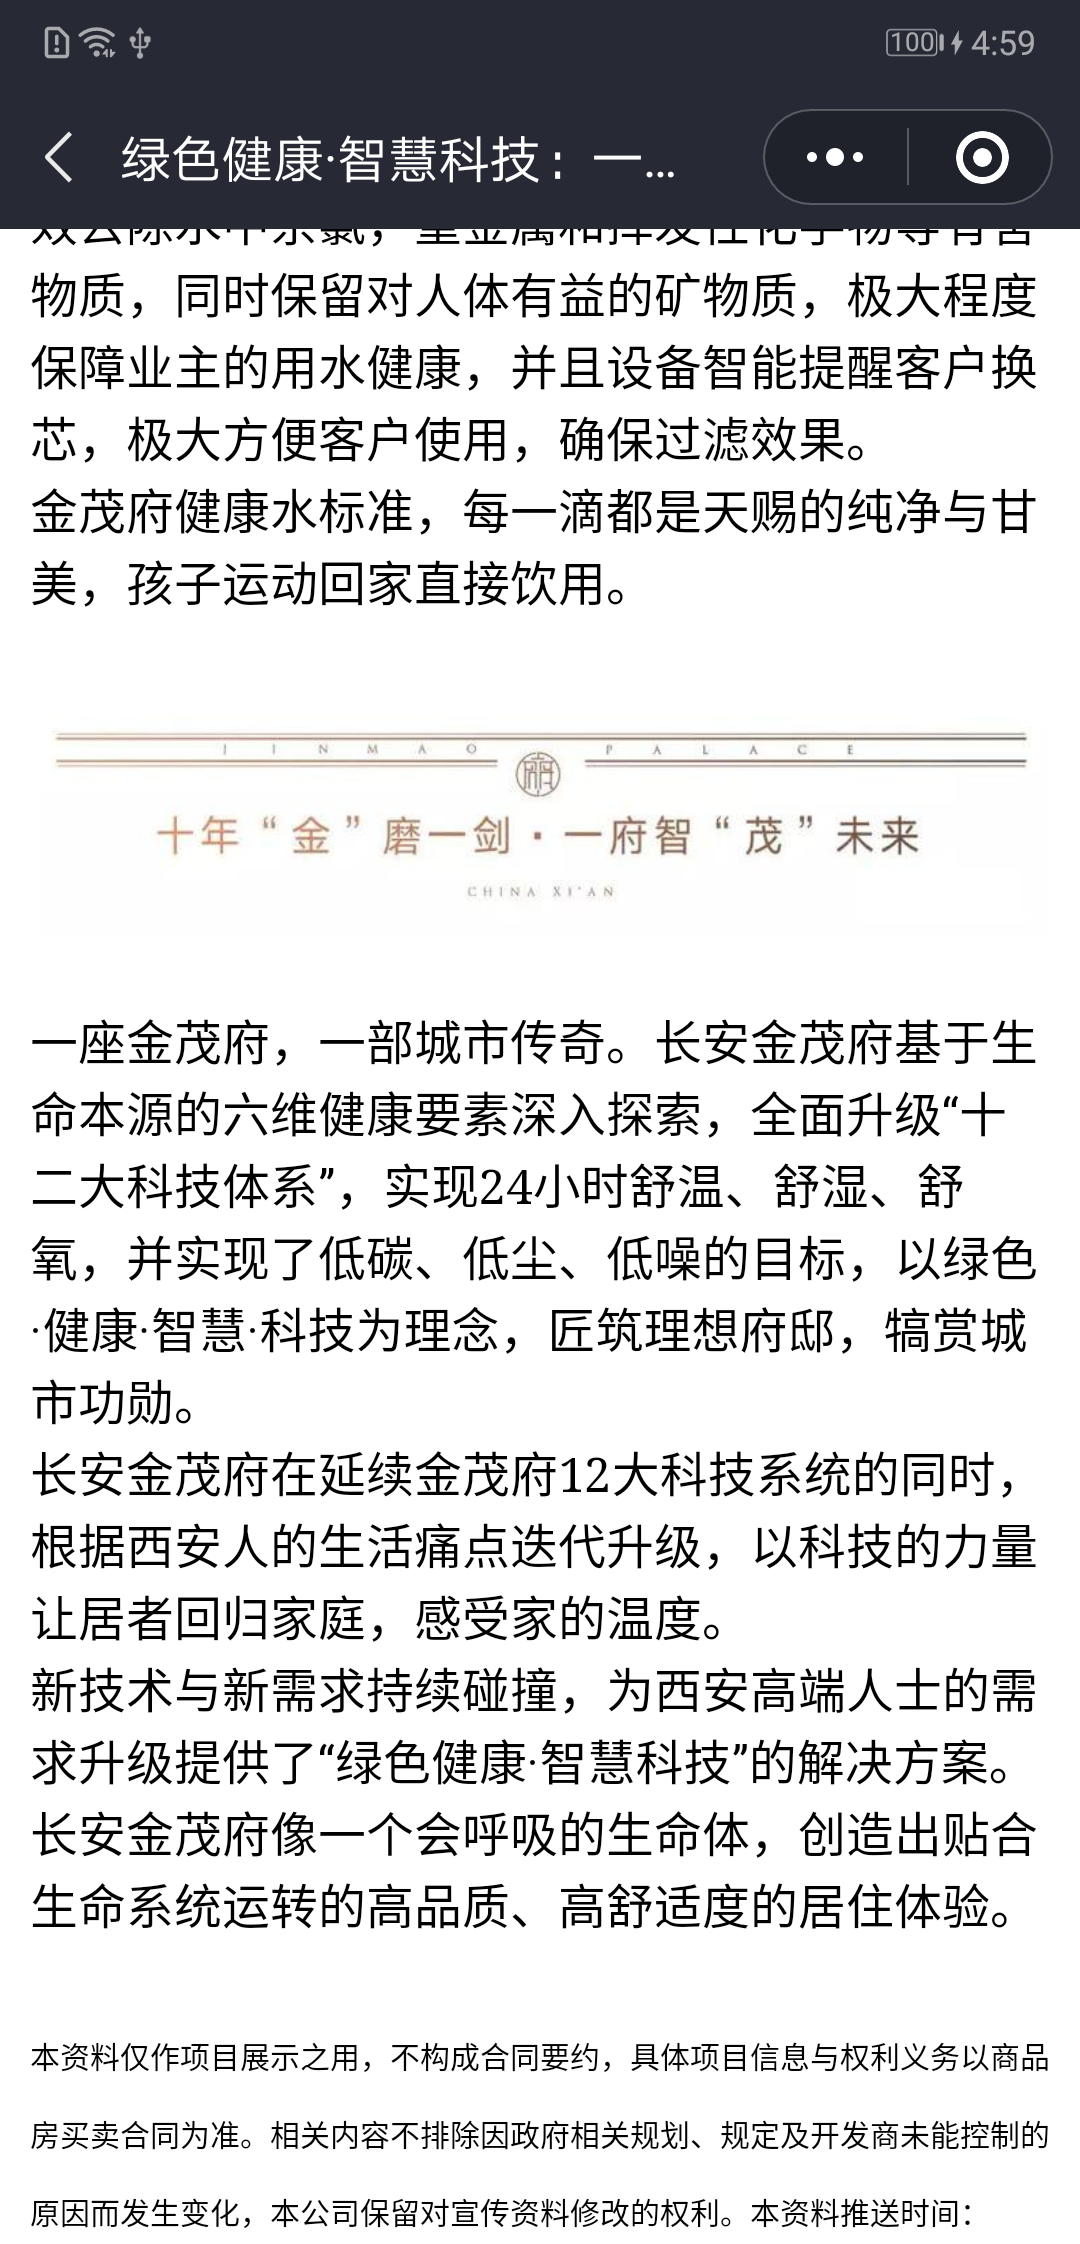 100 4:59
绿色健康·智慧科技：一...
物质，同时保留对人体有益的矿物质，极大程度
保障业主的用水健康，并且设备智能提醒客户换
芯，极大方便客户使用，确保过滤效果。
金茂府健康水标准，每一滴都是天赐的纯净与甘
美，孩子运动回家直接饮用。
JINMAO PALACE
府
十年“金”磨一剑·一府智“茂”未来
CHINA XI'AN
一座金茂府，一部城市传奇。长安金茂府基于生
命本源的六维健康要素深入探索，全面升级“十
二大科技体系”，实现24小时舒温、舒湿、舒
氧，并实现了低碳、低尘、低噪的目标，以绿色
·健康·智慧·科技为理念，匠筑理想府邸，犒赏城
市功勋。
长安金茂府在延续金茂府12大科技系统的同时，
根据西安人的生活痛点迭代升级，以科技的力量
让居者回归家庭，感受家的温度。
新技术与新需求持续碰撞，为西安高端人士的需
求升级提供了“绿色健康·智慧科技”的解决方案。
长安金茂府像一个会呼吸的生命体，创造出贴合
生命系统运转的高品质、高舒适度的居住体验。
本资料仅作项目展示之用，不构成合同要约，具体项目信息与权利义务以商品
房买卖合同为准。相关内容不排除因政府相关规划、规定及开发商未能控制的
原因而发生变化，本公司保留对宣传资料修改的权利。本资料推送时间：